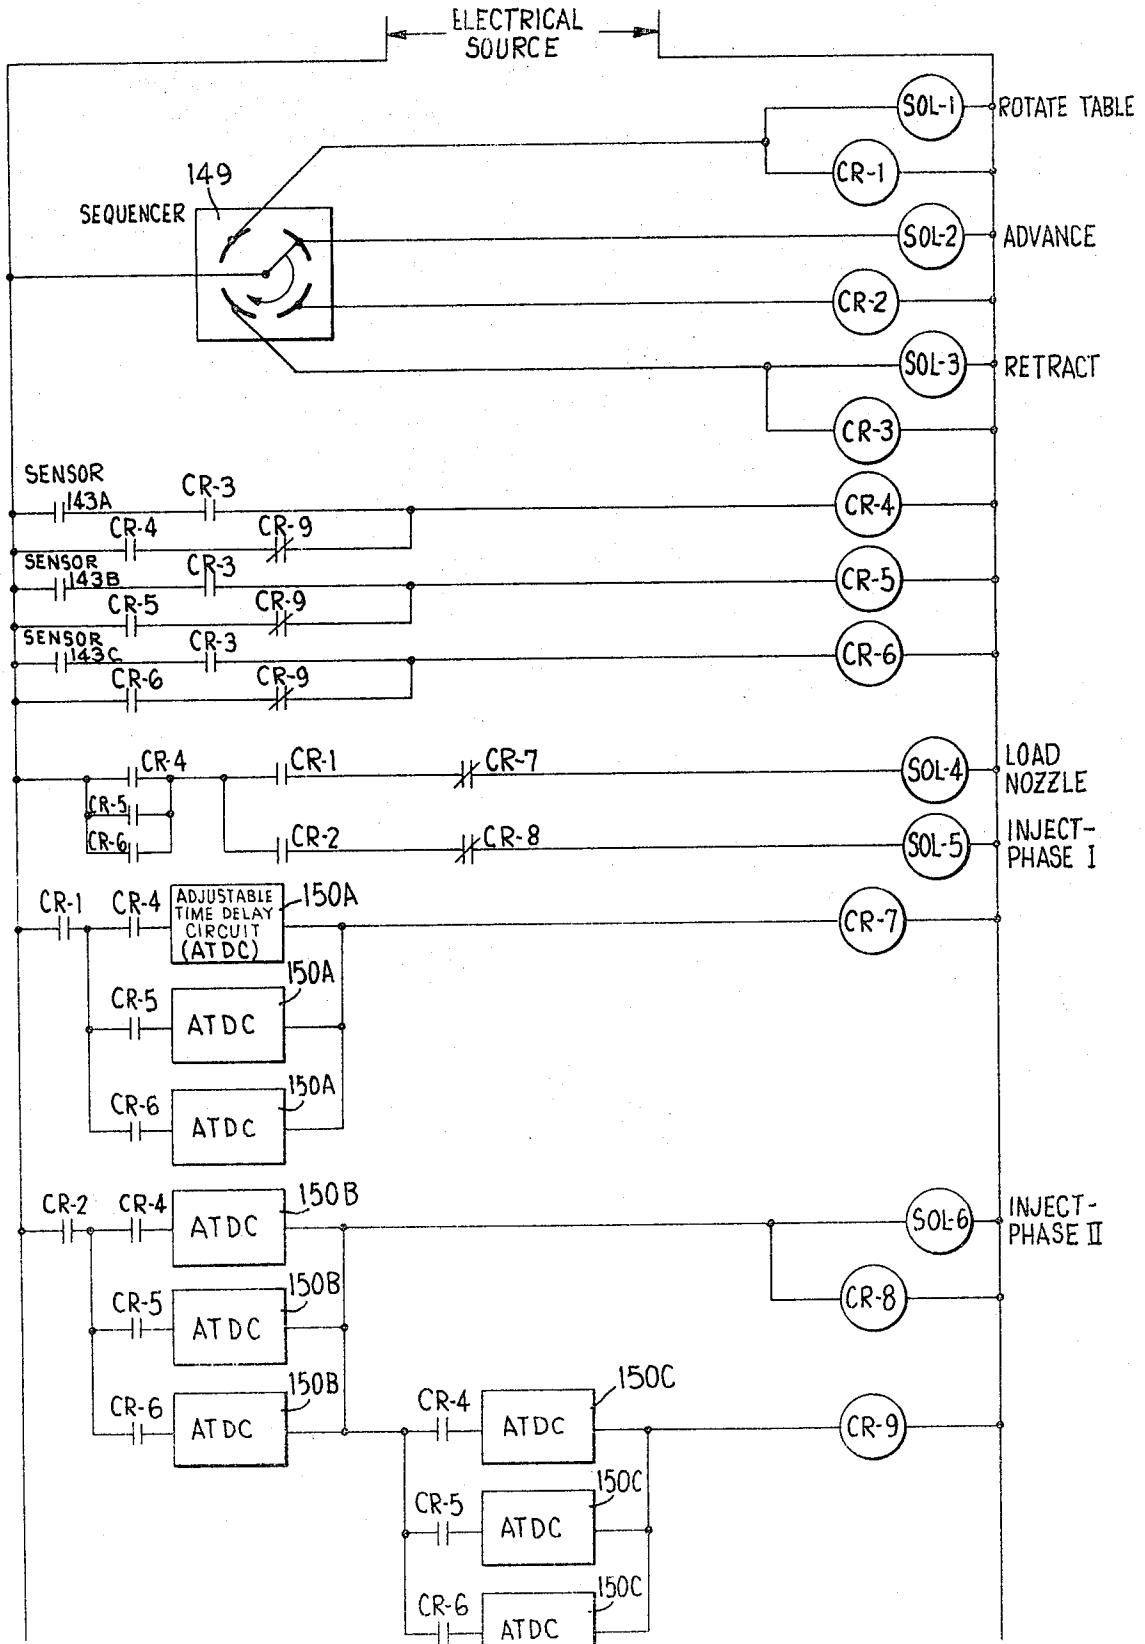 ELECTRICAL
SOURCE
SOL-1
ROTATE TABLE
CR-1
149
SEQUENCER
SOL-2
ADVANCE
CR-2
SOL-3
RETRACT
CR-3
SENSOR
143A
CR-3
CR-4
CR-4
CR-9
SENSOR
143B
CR-3
CR-5
CR-5
CR-9
SENSOR
143C
CR-3
CR-6
CR-6
CR-9
CR-4
CR-1
CR-7
SOL-4
LOAD
NOZZLE
CR-5
CR-6
CR-2
CR-8
SOL-5
INJECT-
PHASE I
CR-1
CR-4
ADJUSTABLE
TIME DELAY
CIRCUIT
(ATDC)
150A
CR-7
CR-5
ATDC
150A
CR-6
ATDC
150A
CR-2
CR-4
ATDC
150B
SOL-6
INJECT-
PHASE II
CR-5
ATDC
150B
CR-8
CR-6
ATDC
150B
CR-4
ATDC
150C
CR-9
CR-5
ATDC
150C
CR-6
ATDC
150C